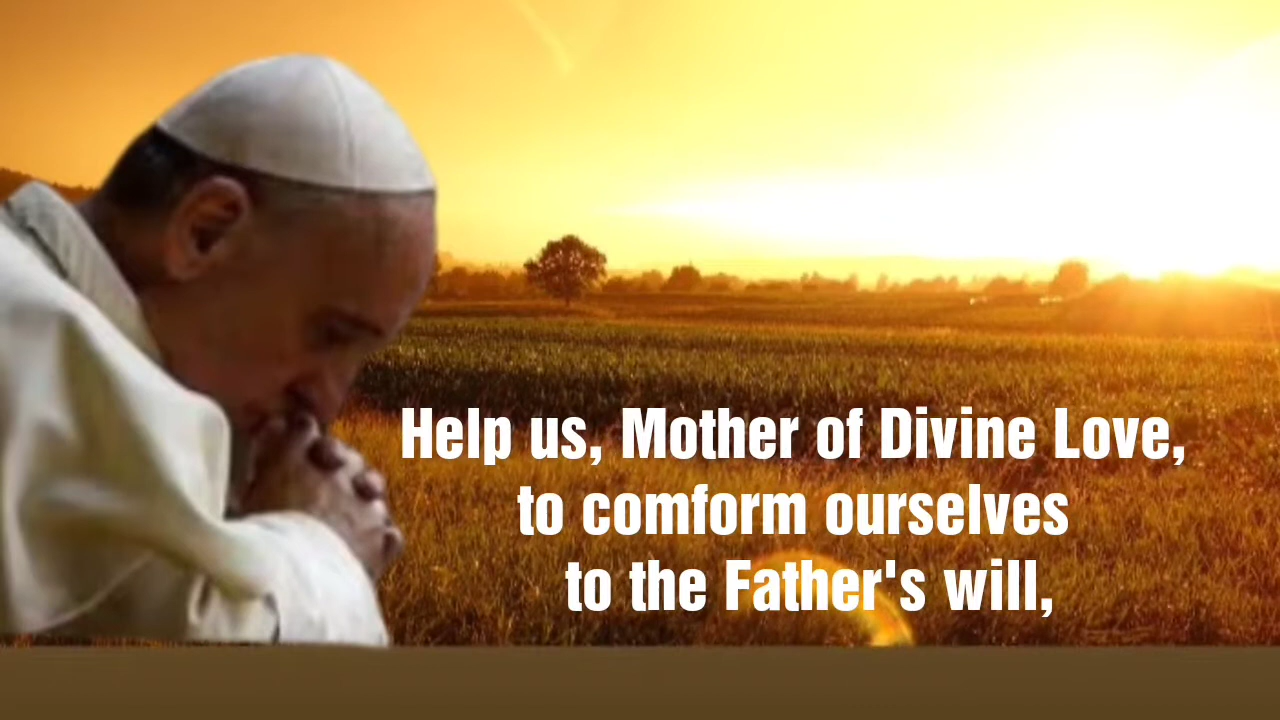 Help us, Mother of Divine Love,
to comform ourselves
to the Father's will,